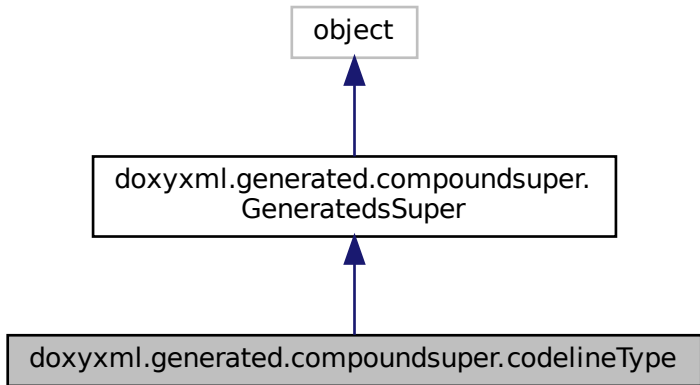 object
doxyxml.generated.compoundsuper.
GeneratedsSuper
doxyxml.generated.compoundsuper.codelineType